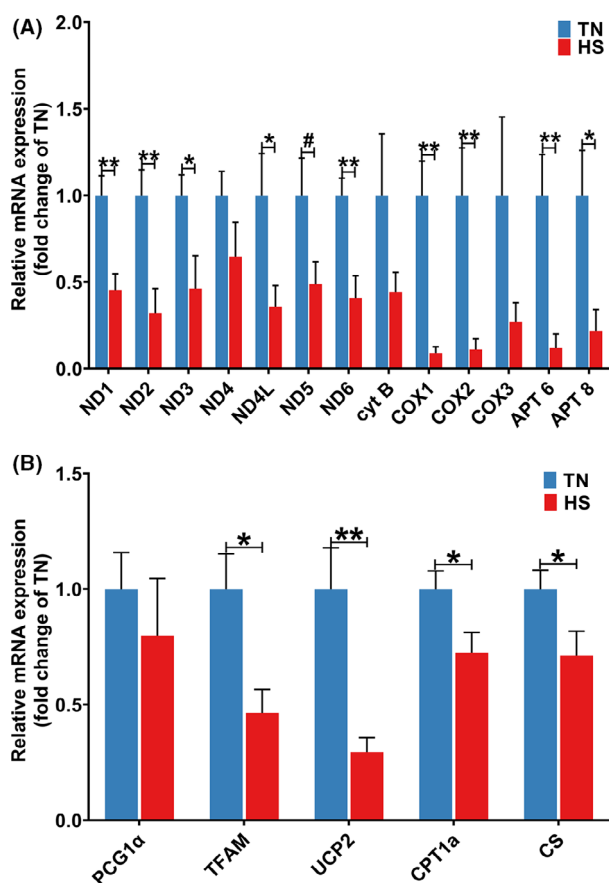 (A)
Relative mRNA expression
(fold change of TN)
2.0
1.5
1.0
0.5
0.0
TN
HS
** ** * * # ** ** ** ** *
ND1 ND2 ND3 ND4 ND4L ND5 ND6 cyt B COX1 COX2 COX3 APT 6 APT 8
(B)
Relative mRNA expression
(fold change of TN)
1.5
1.0
0.5
0.0
TN
HS
* ** * *
PCG1α TFAM UCP2 CPT1a CS